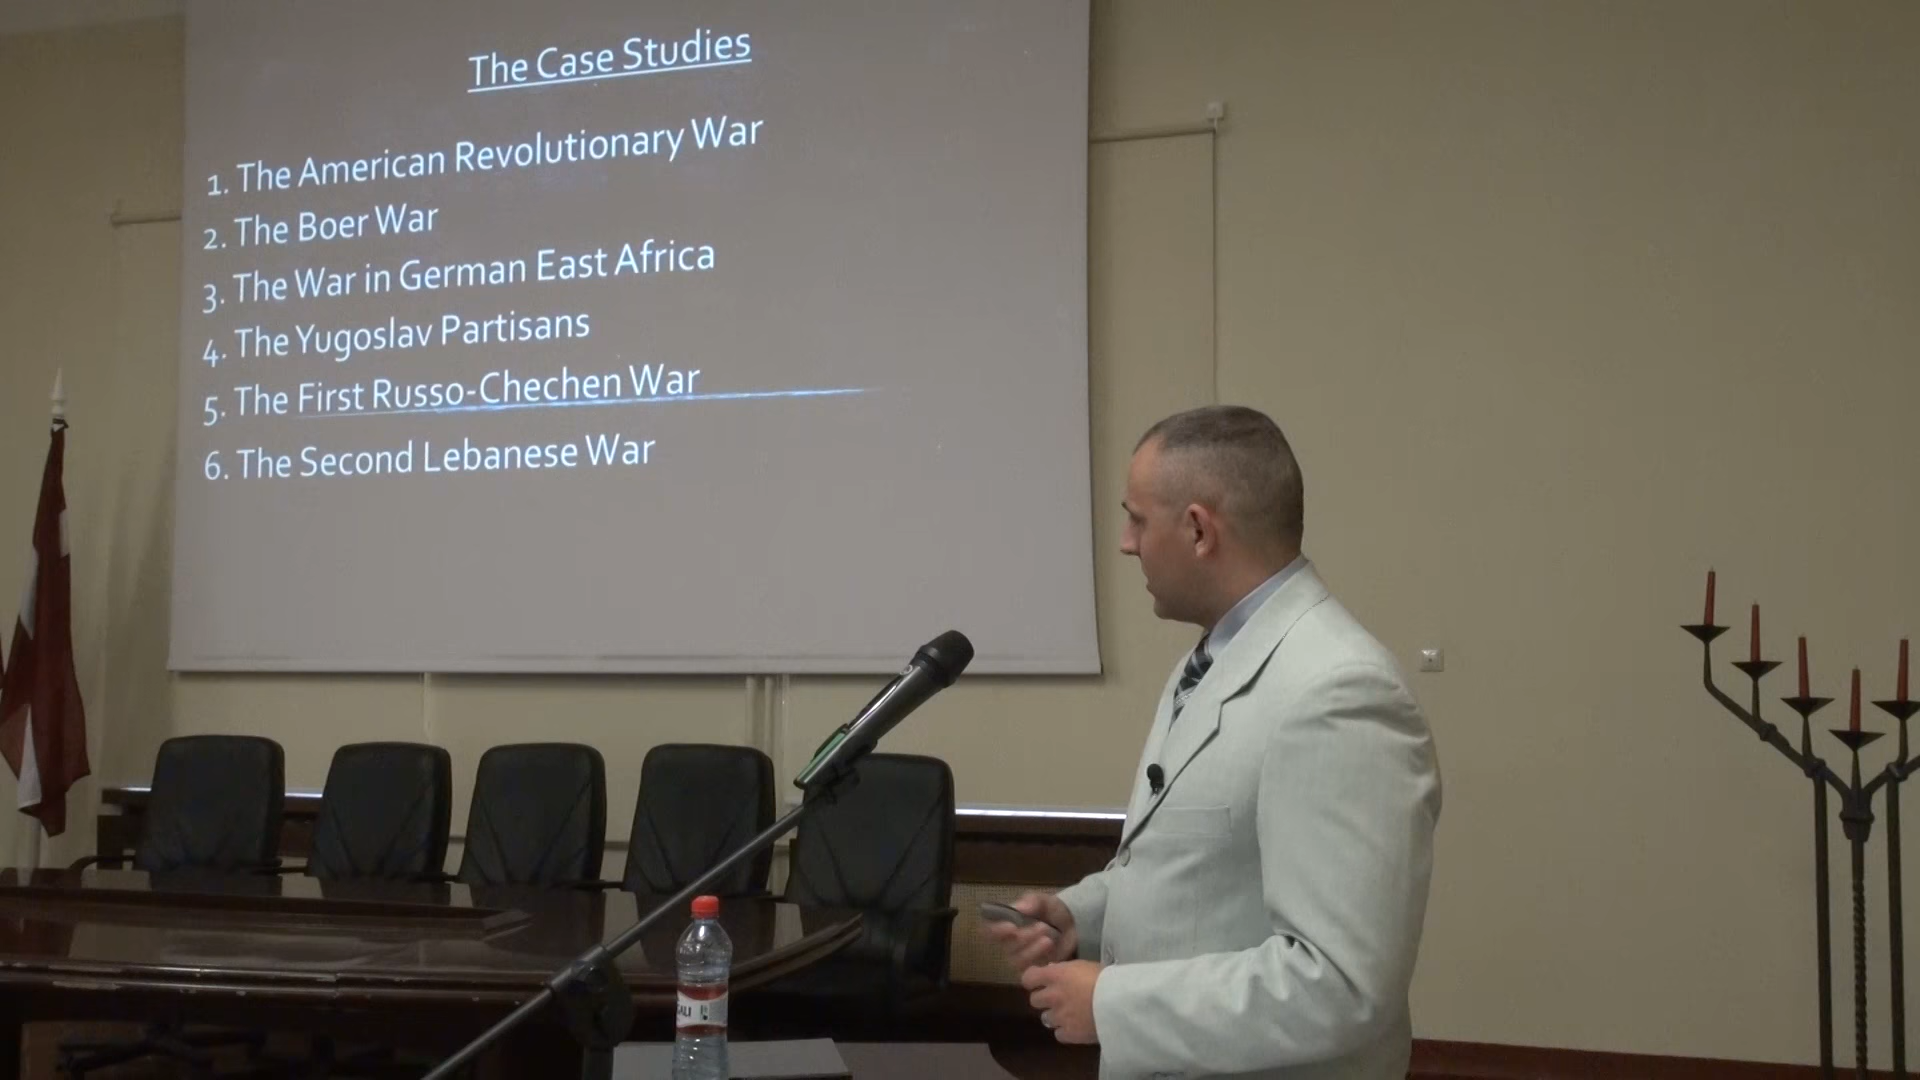 The Case Studies
1. The American Revolutionary War
2. The Boer War
3. The War in German East Africa
4. The Yugoslav Partisans
5. The First Russo-Chechen War
6. The Second Lebanese War